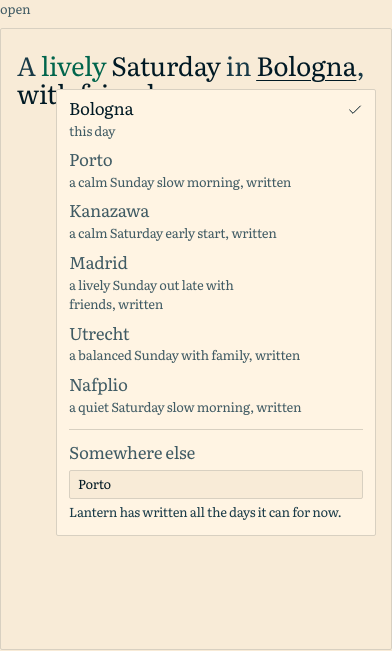 open
A lively Saturday in Bologna,
with friend
Bologna
this day
Porto
a calm Sunday slow morning, written
Kanazawa
a calm Saturday early start, written
Madrid
a lively Sunday out late with
friends, written
Utrecht
a balanced Sunday with family, written
Nafplio
a quiet Saturday slow morning, written
Somewhere else
Porto
Lantern has written all the days it can for now.